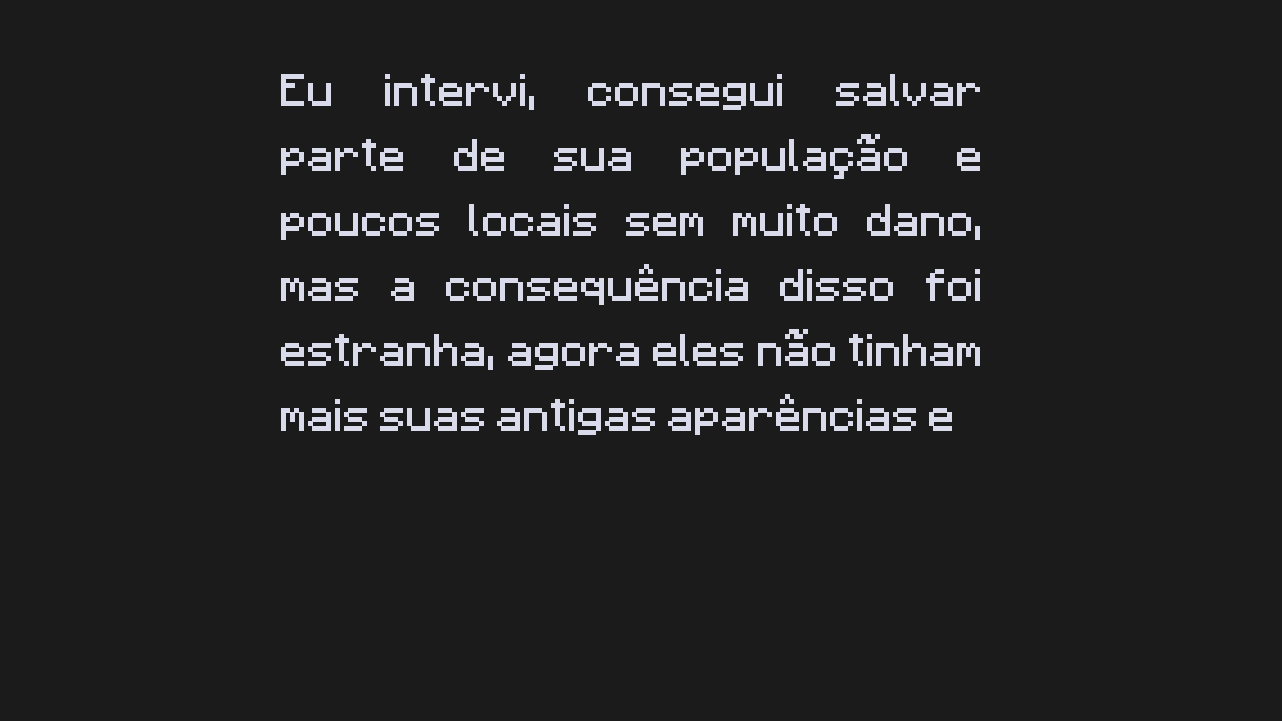 Eu intervi, consegui salvar
parte de sua população e
poucos locais sem muito dano,
mas a consequência disso foi
estranha, agora eles não tinham
mais suas antigas aparências e